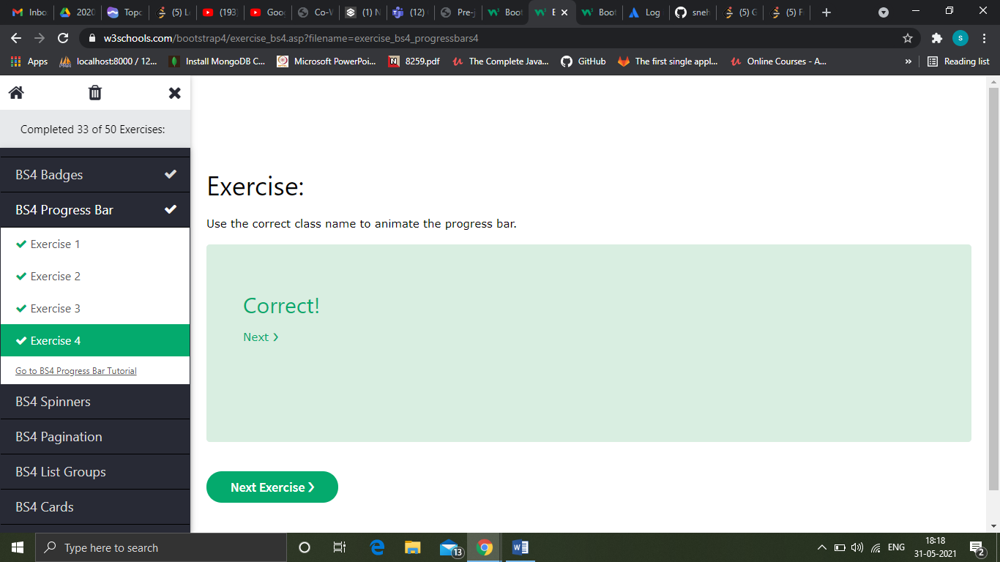 Inbo
2020
Topc
(5) L
(193)
Goo
Co-V
(1) N
(12)
Pre-j
Boot
E
Boot
Log
sneh
(5) G
(5) F
w3schools.com/bootstrap4/exercise_bs4.asp?filename=exercise_bs4_progressbars4
s
Apps
localhost:8000 / 12...
Install MongoDB C...
Microsoft PowerPoi...
8259.pdf
The Complete Java...
GitHub
The first single appl...
Online Courses - A...
»
Reading list
Completed 33 of 50 Exercises:
BS4 Badges
BS4 Progress Bar
Exercise 1
Exercise 2
Exercise 3
Exercise 4
Go to BS4 Progress Bar Tutorial
BS4 Spinners
BS4 Pagination
BS4 List Groups
BS4 Cards
Exercise:
Use the correct class name to animate the progress bar.
Correct!
Next ❯
Next Exercise ❯
Type here to search
13
ENG
18:18
31-05-2021
2